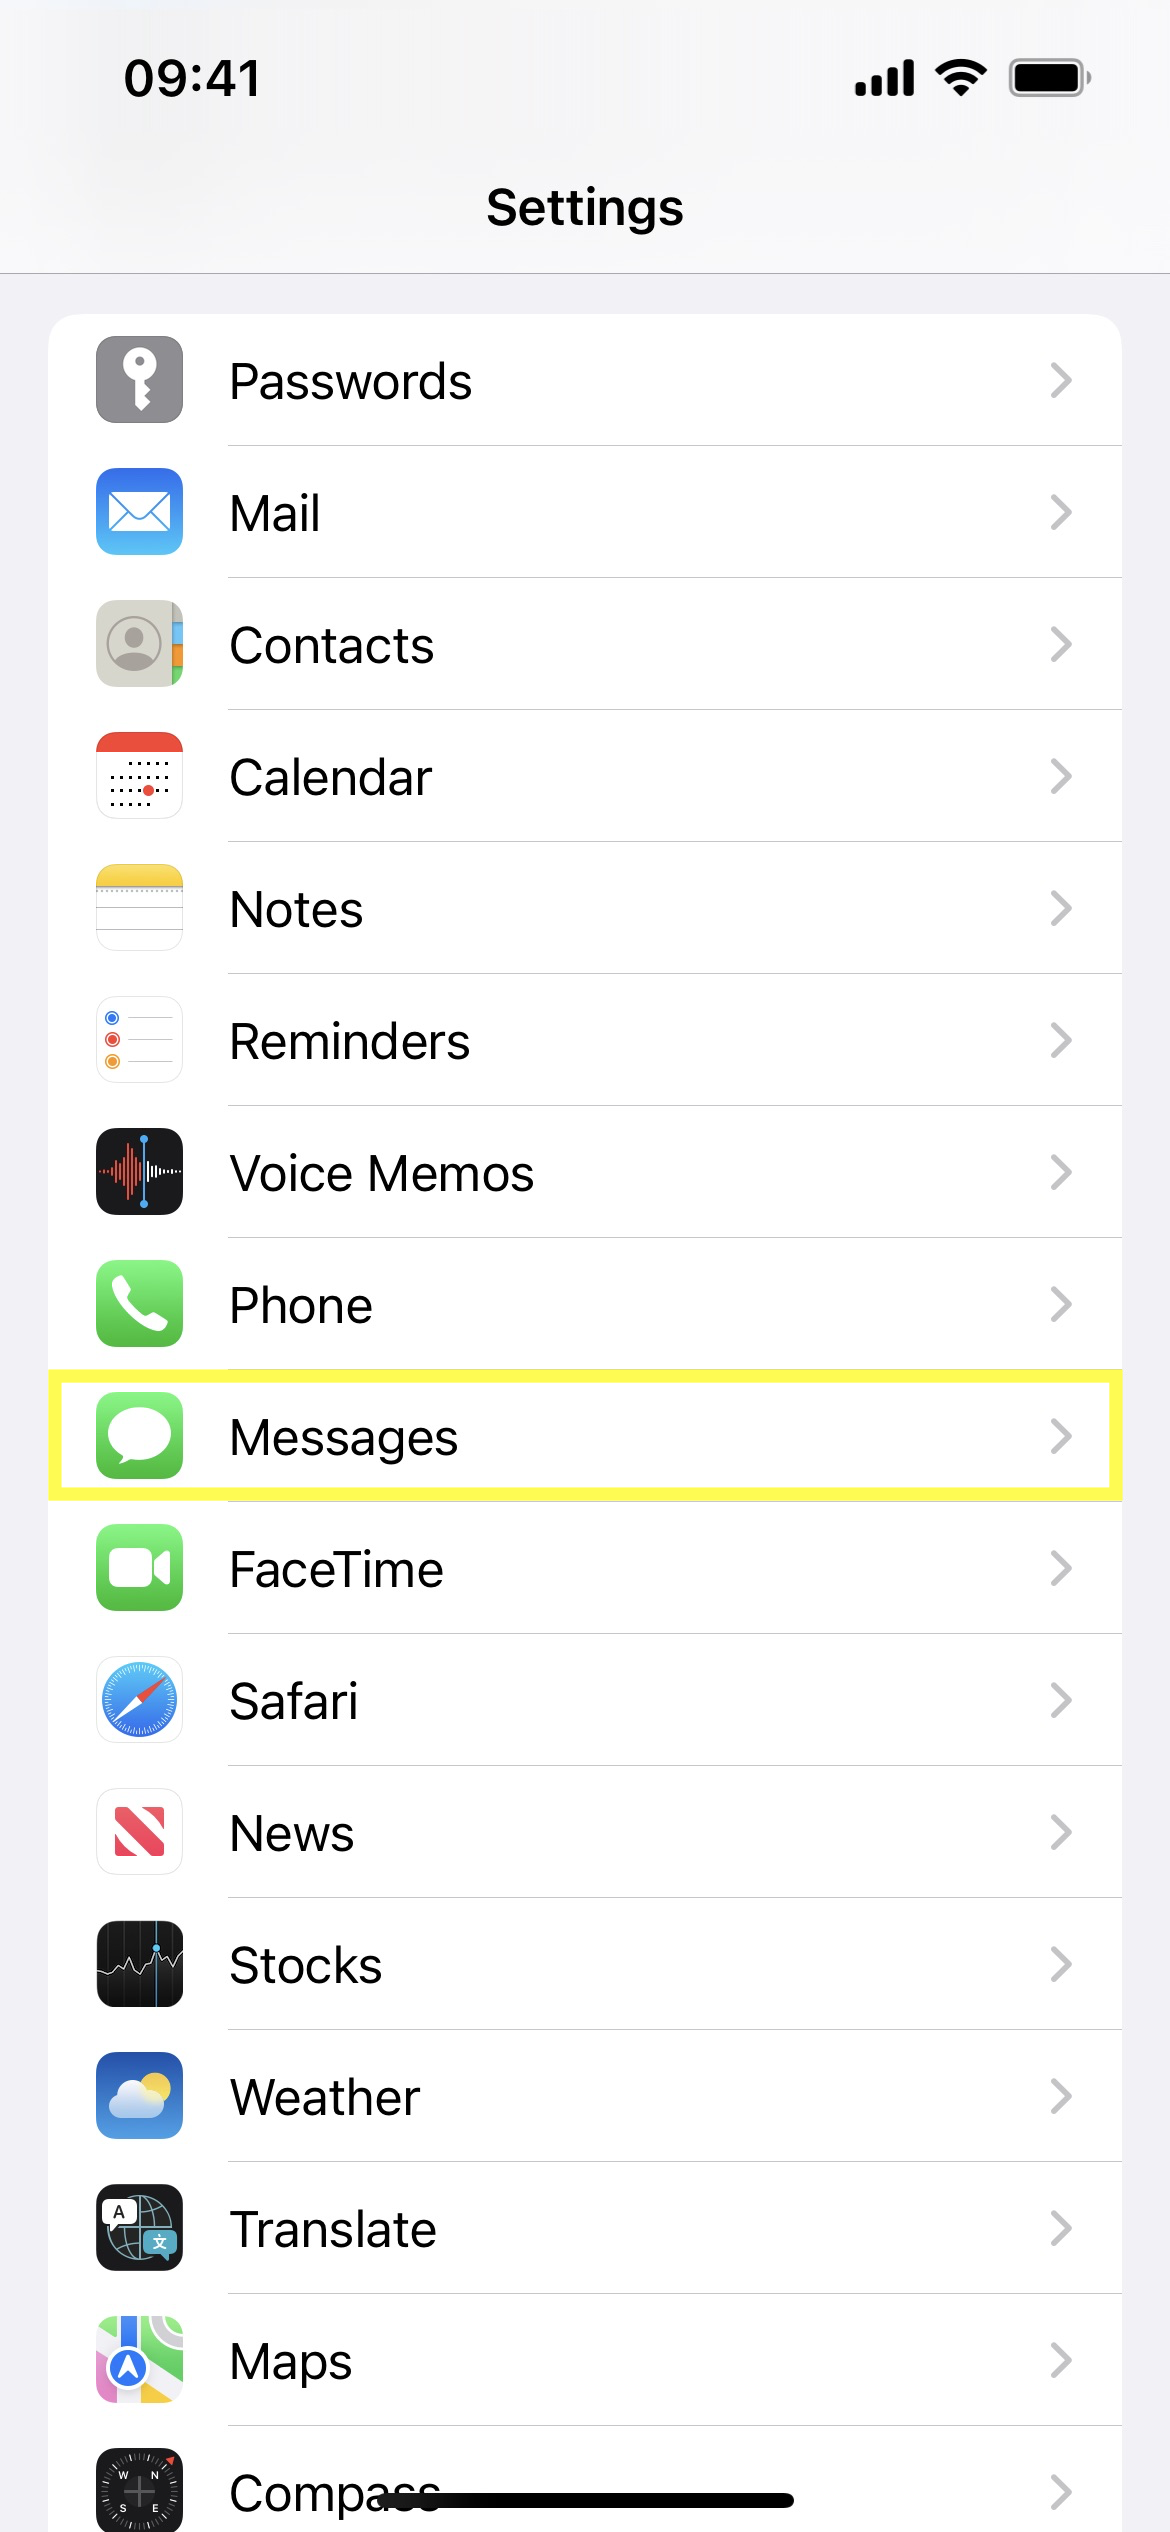 09:41
Settings
Passwords
Mail
Contacts
Calendar
Notes
Reminders
Voice Memos
Phone
Messages
FaceTime
Safari
News
Stocks
Weather
A
文
Translate
Maps
W N
S E
Compass